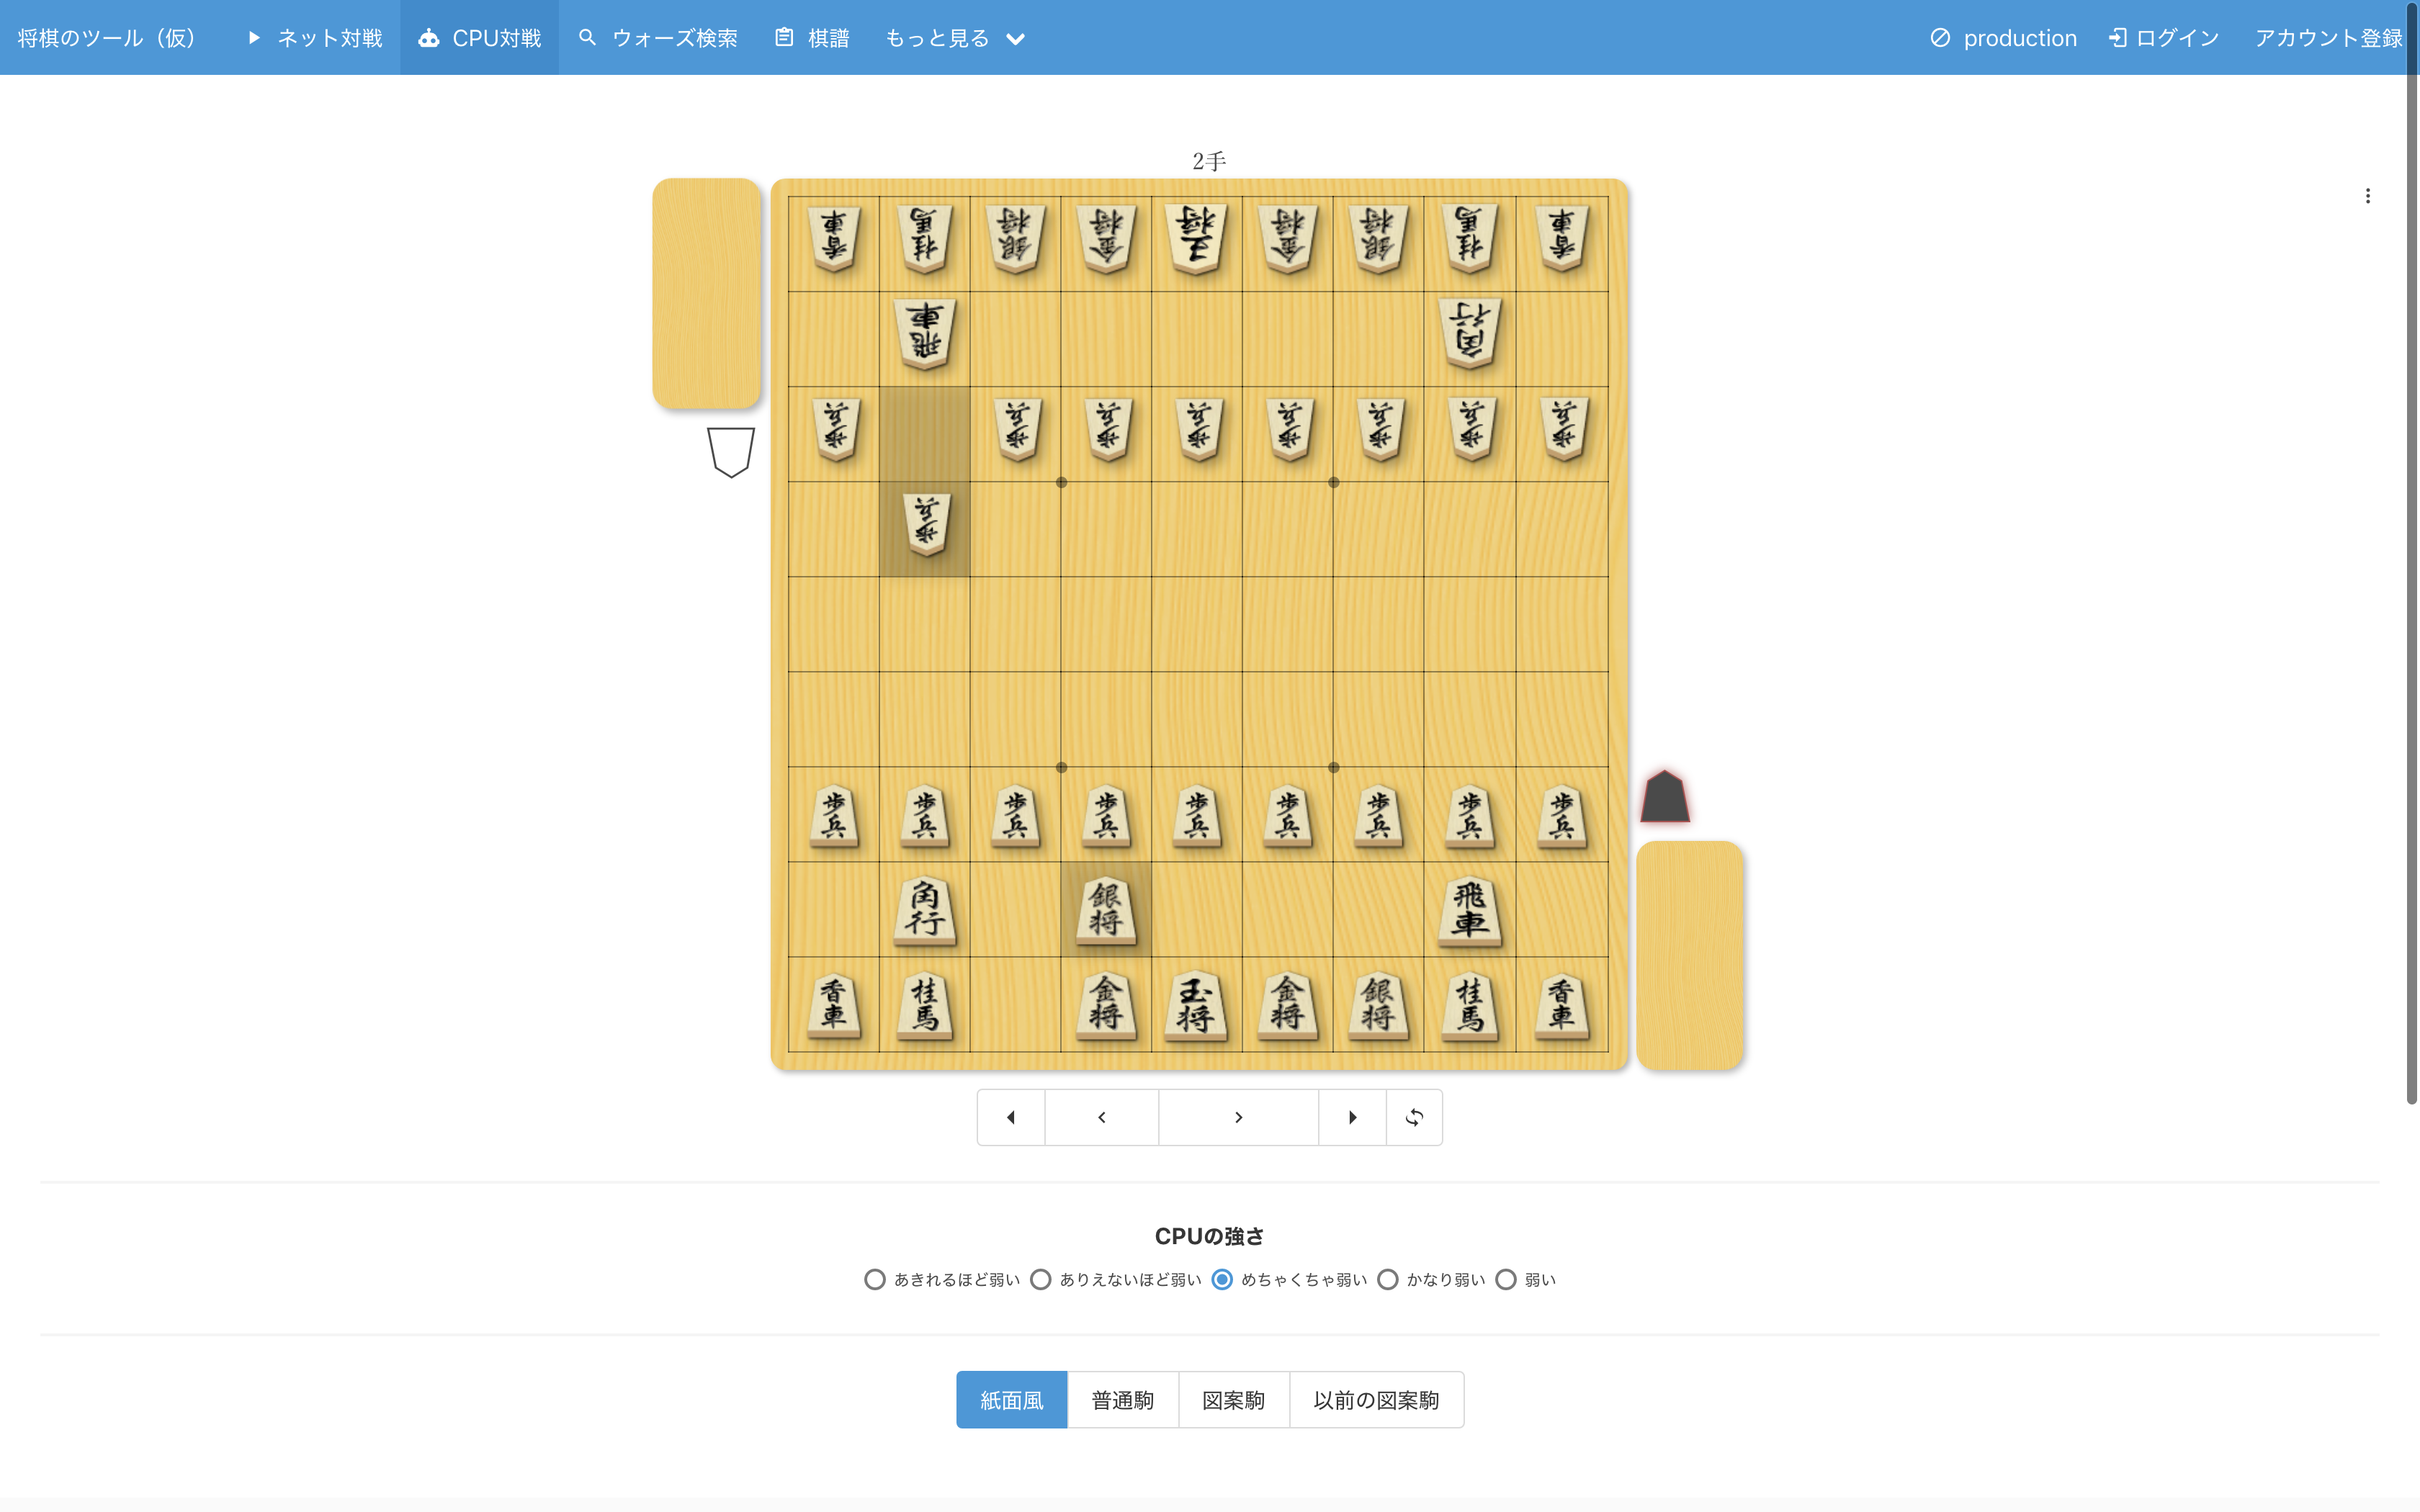 将棋のツール（仮） ネット対戦 CPU対戦 ウォーズ検索 棋譜 もっと見る production ログイン アカウント登録
2手
香車 桂馬 銀将 金将 王将 金将 銀将 桂馬 香車
飛車 角行
歩兵 歩兵 歩兵 歩兵 歩兵 歩兵 歩兵 歩兵
歩兵
歩兵 歩兵 歩兵 歩兵 歩兵 歩兵 歩兵 歩兵 歩兵
角行 銀将 飛車
香車 桂馬 金将 玉将 金将 銀将 桂馬 香車
CPUの強さ
あきれるほど弱い ありえないほど弱い めちゃくちゃ弱い かなり弱い 弱い
紙面風 普通駒 図案駒 以前の図案駒